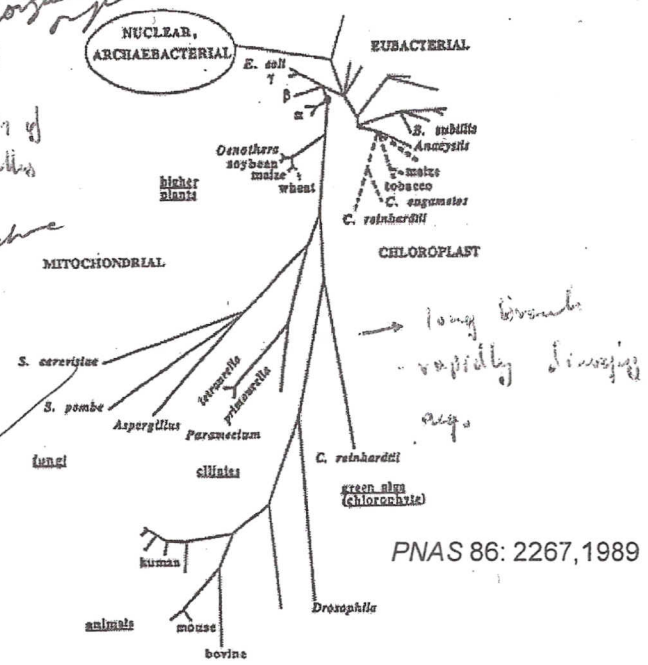 NUCLEAR,
ARCHAEBACTERIAL
EUBACTERIAL
E. coli
γ
β
α
B. subtilis
Anacystis
Oenothera
soybean
maize
wheat
maize
tobacco
C. eugametos
C. reinhardtii
higher
plants
CHLOROPLAST
MITOCHONDRIAL
long branch
rapidly diverging
S. cerevisiae
S. pombe
Aspergillus
tetraurelia
primaurelia
Paramecium
fungi
ciliates
C. reinhardtii
green alga
(chlorophyte)
human
PNAS 86: 2267,1989
Drosophila
animals
mouse
bovine